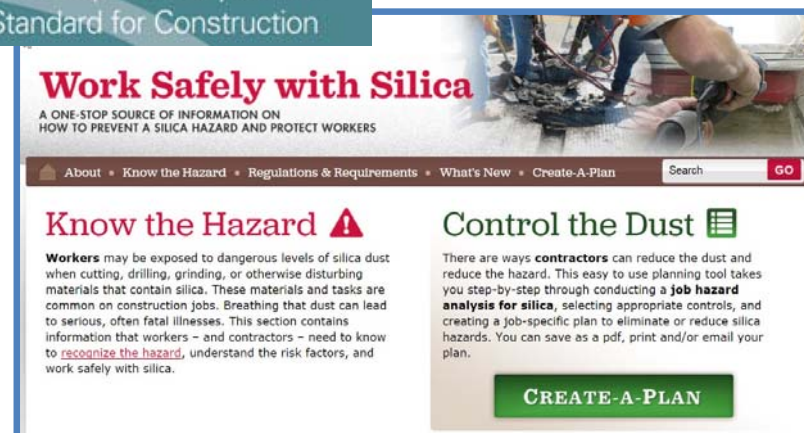 Standard for Construction
Work Safely with Silica
A ONE-STOP SOURCE OF INFORMATION ON
HOW TO PREVENT A SILICA HAZARD AND PROTECT WORKERS
About • Know the Hazard • Regulations & Requirements • What's New • Create-A-Plan
Search GO
Know the Hazard
Workers may be exposed to dangerous levels of silica dust
when cutting, drilling, grinding, or otherwise disturbing
materials that contain silica. These materials and tasks are
common on construction jobs. Breathing that dust can lead
to serious, often fatal illnesses. This section contains
information that workers – and contractors – need to know
to recognize the hazard, understand the risk factors, and
work safely with silica.
Control the Dust
There are ways contractors can reduce the dust and
reduce the hazard. This easy to use planning tool takes
you step-by-step through conducting a job hazard
analysis for silica, selecting appropriate controls, and
creating a job-specific plan to eliminate or reduce silica
hazards. You can save as a pdf, print and/or email your
plan.
CREATE-A-PLAN